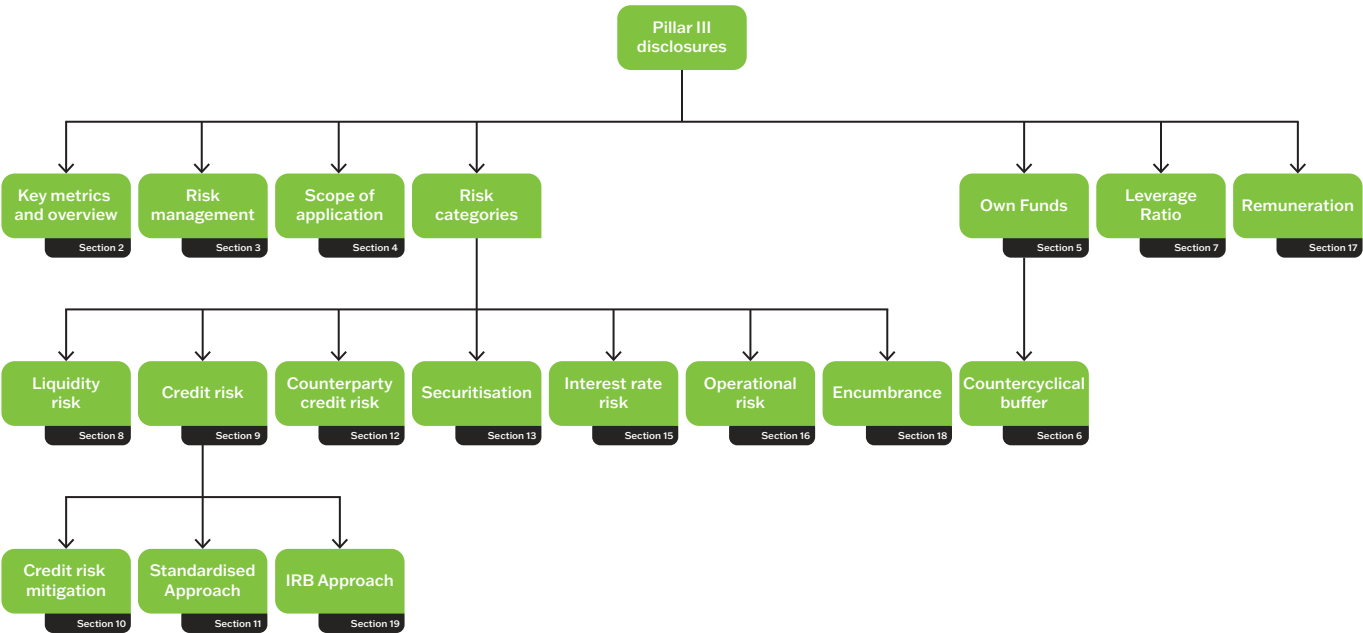 Pillar III
disclosures
Key metrics
and overview
Section 2
Risk
management
Section 3
Scope of
application
Section 4
Risk
categories
Own Funds
Section 5
Leverage
Ratio
Section 7
Remuneration
Section 17
Liquidity
risk
Section 8
Credit risk
Section 9
Counterparty
credit risk
Section 12
Securitisation
Section 13
Interest rate
risk
Section 15
Operational
risk
Section 16
Encumbrance
Section 18
Countercyclical
buffer
Section 6
Credit risk
mitigation
Section 10
Standardised
Approach
Section 11
IRB Approach
Section 19